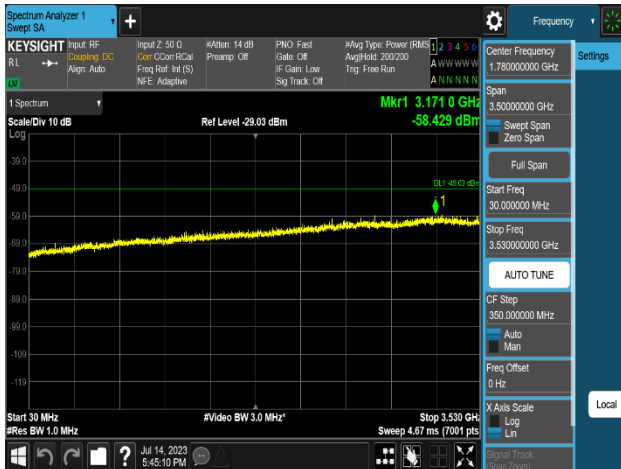 Spectrum Analyzer 1
Swept SA
Frequency
KEYSIGHT
RL
Input: RF
Coupling: DC
Align: Auto
Input Z: 50 Ω
Corr CCorr RCal
Freq Ref: Int (S)
NFE: Adaptive
#Atten: 14 dB
Preamp: Off
PNO: Fast
Gate: Off
IF Gain: Low
Sig Track: Off
#Avg Type: Power (RMS
Avg|Hold: 200/200
Trig: Free Run
1 2 3 4 5 6
A W W W W W
A N N N N N
1 Spectrum
Scale/Div 10 dB
Log
Ref Level -29.03 dBm
Mkr1 3.171 0 GHz
-58.429 dBm
-39.0
-49.0
-59.0
-69.0
-79.0
-89.0
-99.0
-109
-119
DL1 -49.03 dBm
1
Start 30 MHz
#Res BW 1.0 MHz
#Video BW 3.0 MHz*
Stop 3.530 GHz
Sweep 4.67 ms (7001 pts
Jul 14, 2023
5:45:10 PM
Center Frequency
1.780000000 GHz
Settings
Span
3.50000000 GHz
Swept Span
Zero Span
Full Span
Start Freq
30.000000 MHz
Stop Freq
3.530000000 GHz
AUTO TUNE
CF Step
350.000000 MHz
Auto
Man
Freq Offset
0 Hz
X Axis Scale
Log
Lin
Local
Signal Track
(Span Zoom)